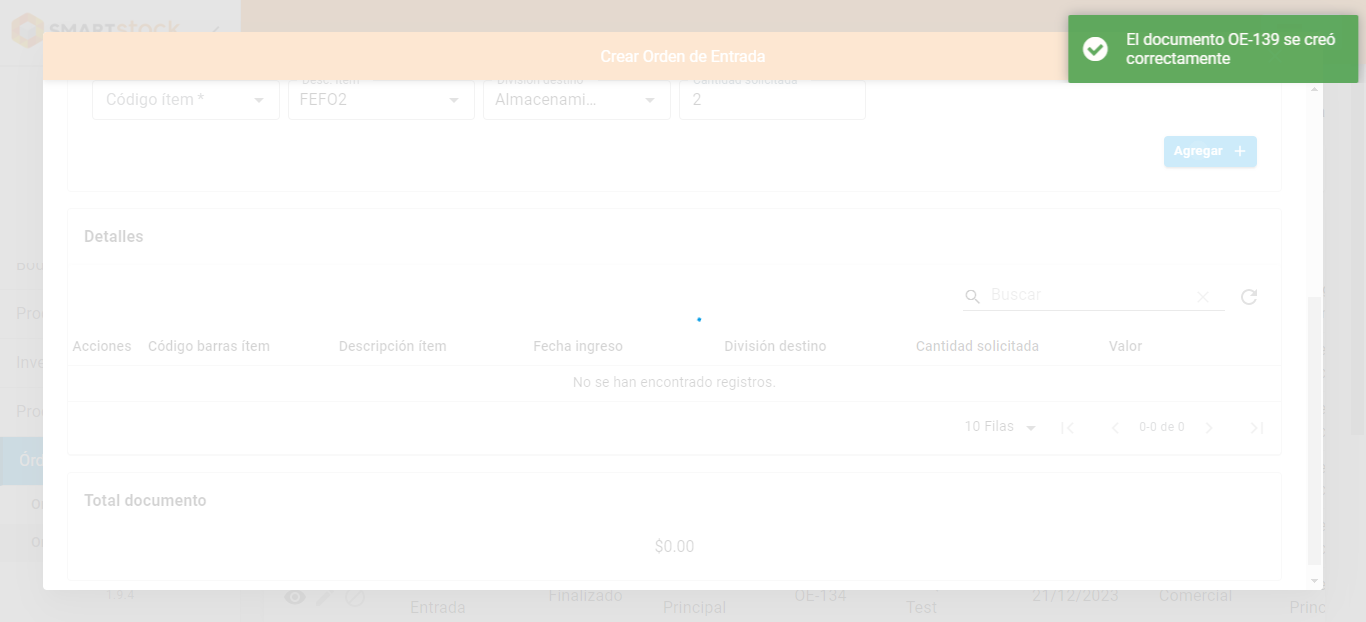 SMARTstock
El documento OE-139 se creó
correctamente
Crear Orden de Entrada
Desc. ítem
División destino
Cantidad solicitada
Código ítem *
FEFO2
Almacenami...
2
Agregar +
Detalles
Buscar
Acciones
Código barras ítem
Descripción ítem
Fecha ingreso
División destino
Cantidad solicitada
Valor
No se han encontrado registros.
10 Filas
0-0 de 0
Total documento
$0.00
1.9.4
Entrada
Finalizado
Principal
OE-134
Test
21/12/2023
Comercial